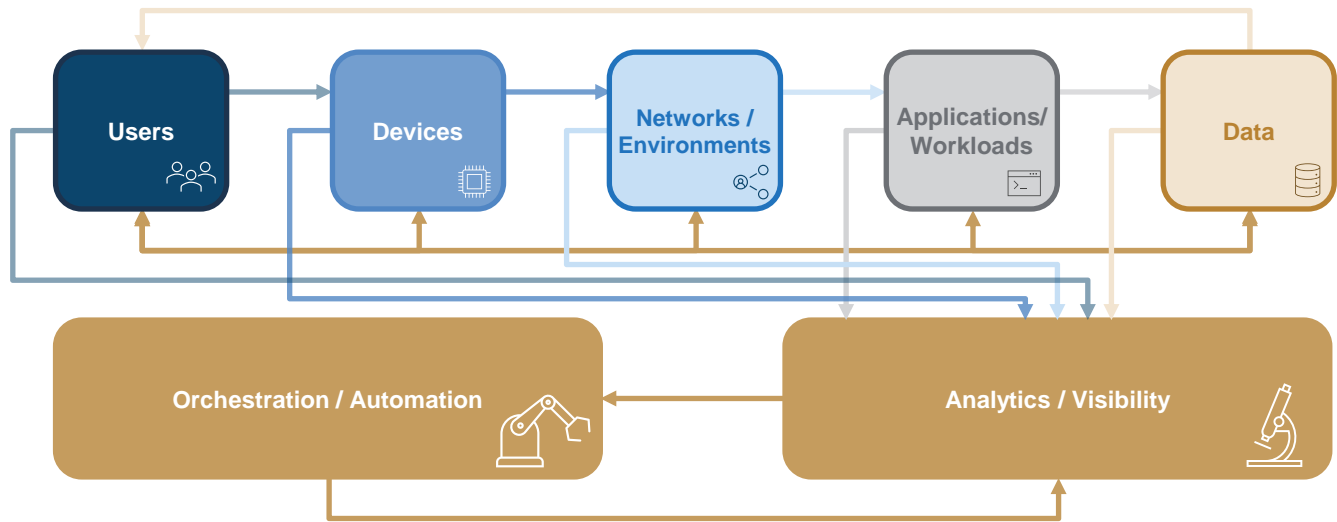 Users
Devices
Networks /
Environments
Applications/
Workloads
Data
Orchestration / Automation
Analytics / Visibility